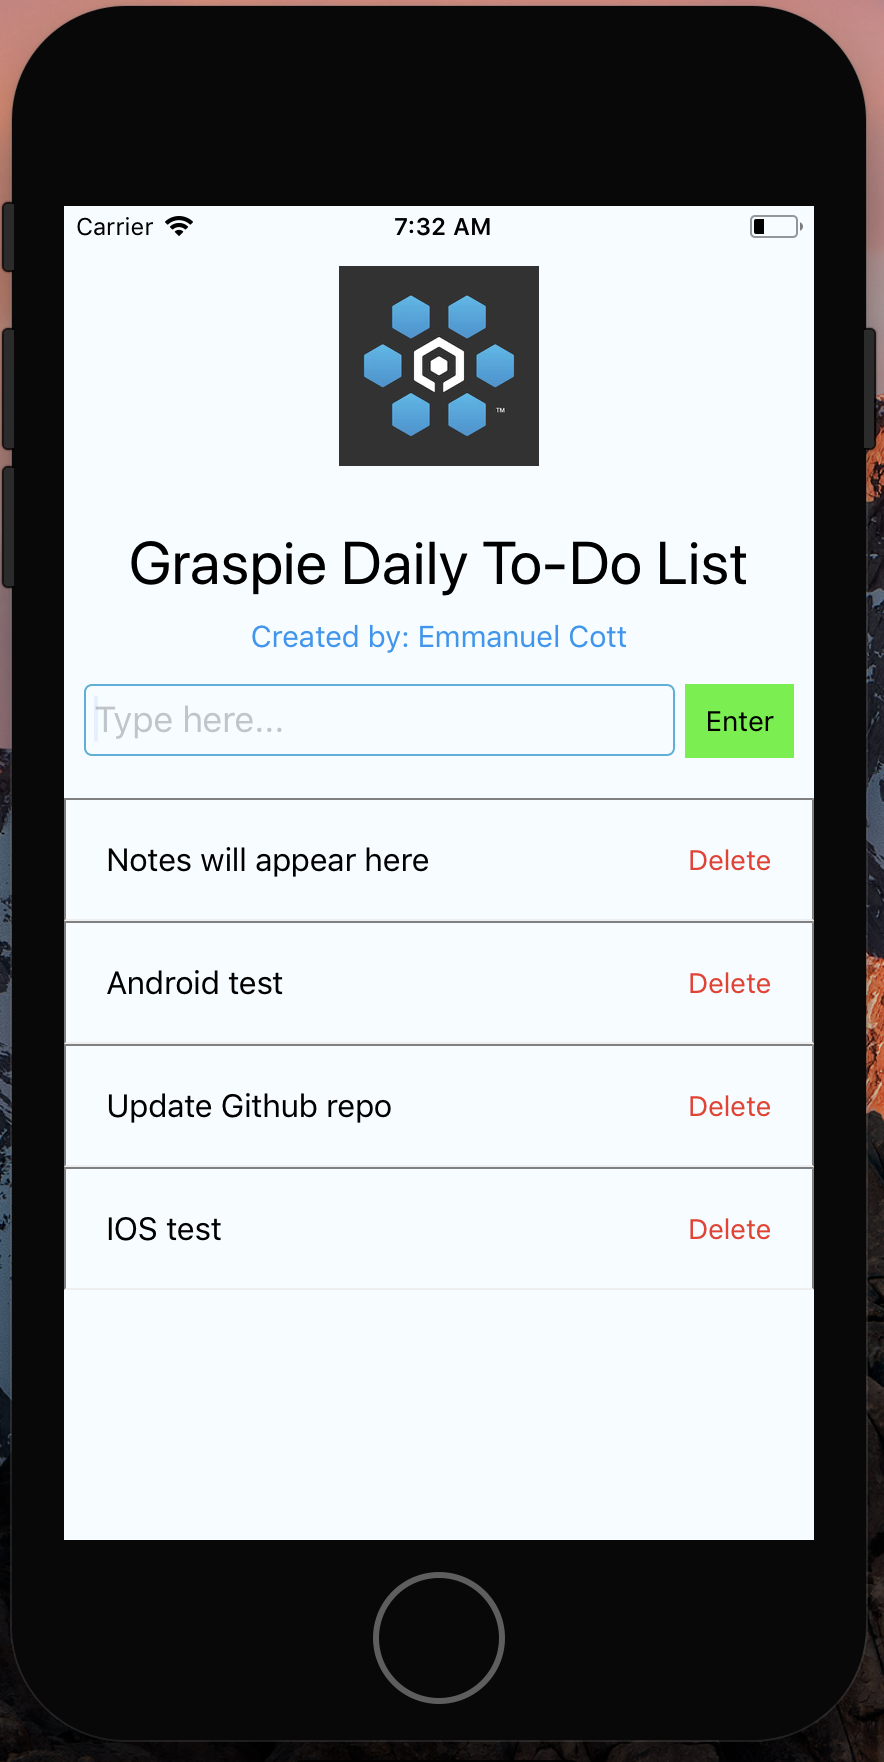 Carrier 7:32 AM
™
Graspie Daily To-Do List
Created by: Emmanuel Cott
Type here... Enter
Notes will appear here Delete
Android test Delete
Update Github repo Delete
IOS test Delete